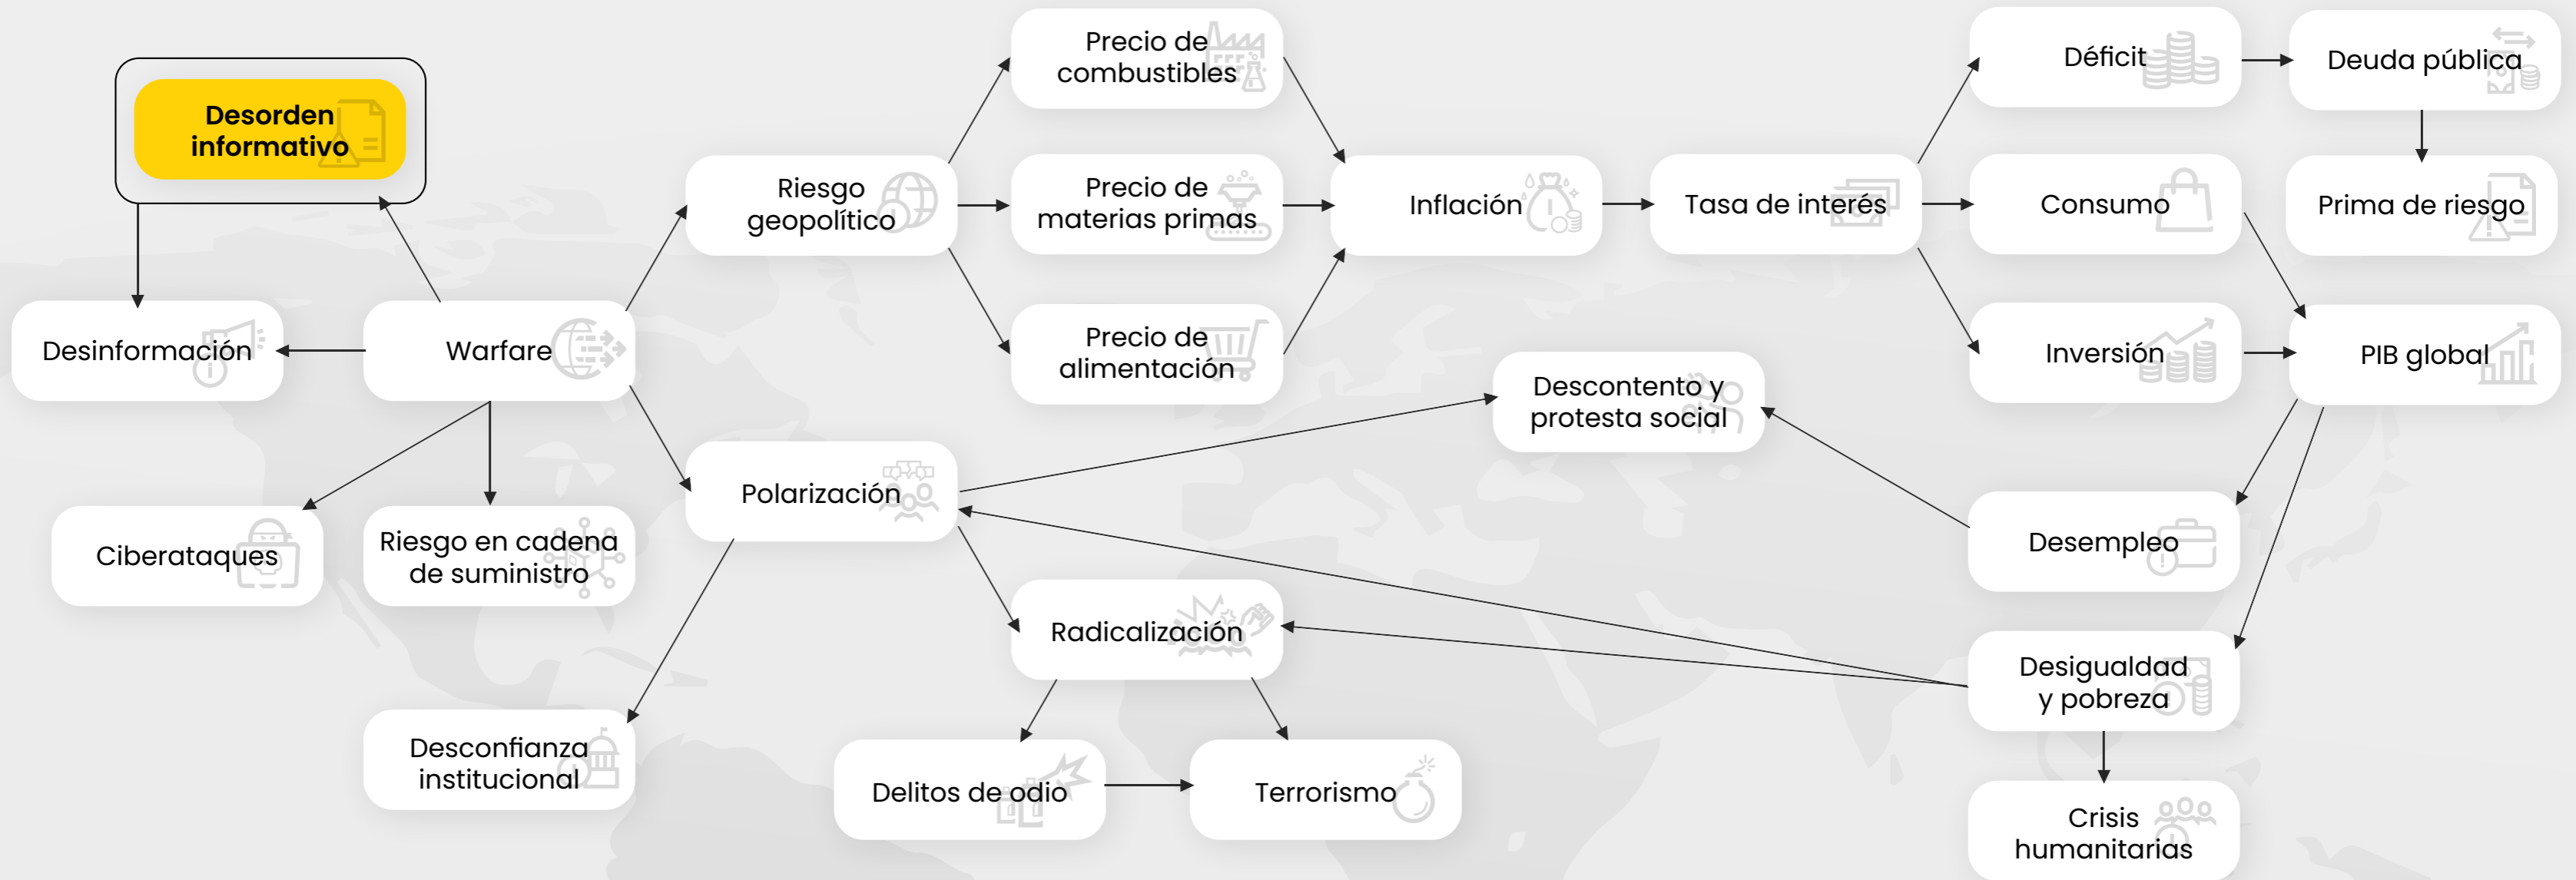 Desorden
informativo
Desinformación
Warfare
Ciberataques
Riesgo en cadena
de suministro
Desconfianza
institucional
Riesgo
geopolítico
Polarización
Precio de
combustibles
Precio de
materias primas
Precio de
alimentación
Radicalización
Delitos de odio
Terrorismo
Inflación
Descontento y
protesta social
Tasa de interés
Déficit
Consumo
Inversión
Deuda pública
Prima de riesgo
PIB global
Desempleo
Desigualdad
y pobreza
Crisis
humanitarias